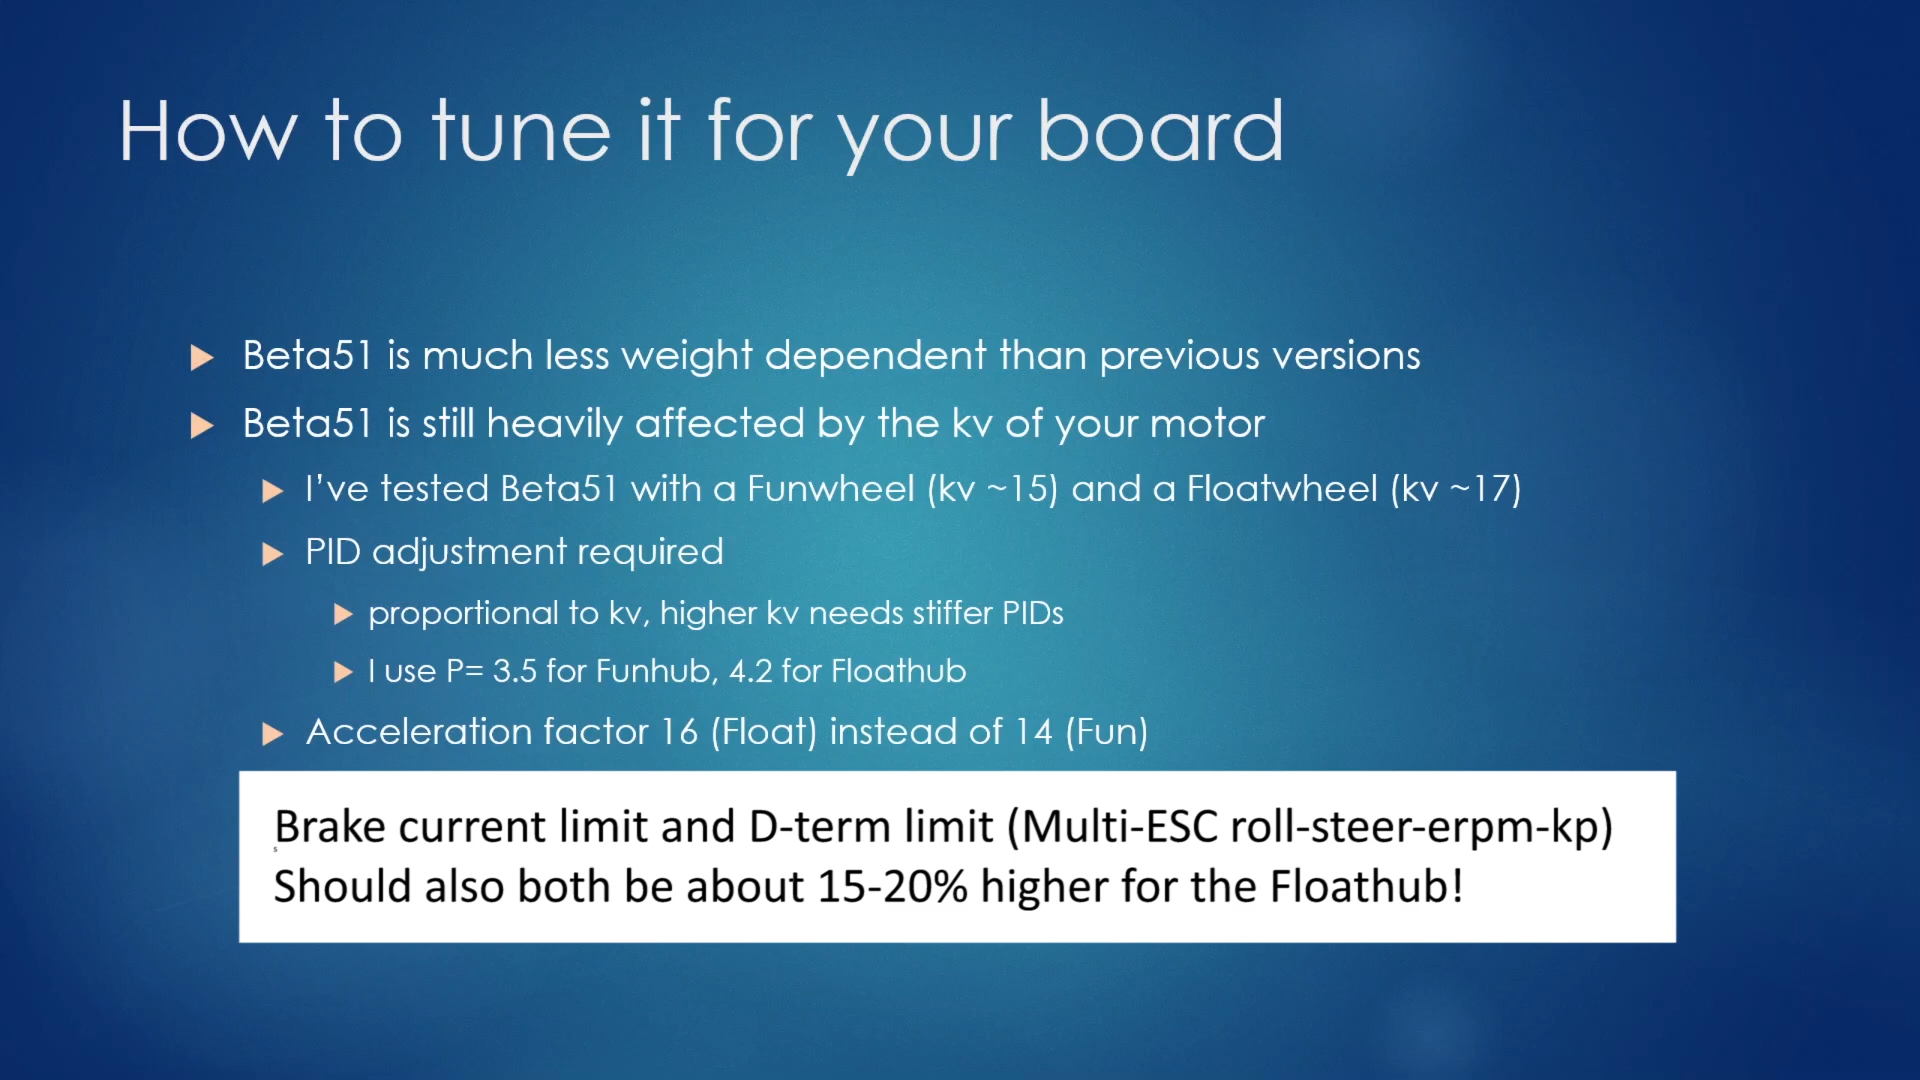 How to tune it for your board
Beta51 is much less weight dependent than previous versions
Beta51 is still heavily affected by the kv of your motor
I’ve tested Beta51 with a Funwheel (kv ~15) and a Floatwheel (kv ~17)
PID adjustment required
proportional to kv, higher kv needs stiffer PIDs
I use P= 3.5 for Funhub, 4.2 for Floathub
Acceleration factor 16 (Float) instead of 14 (Fun)
Brake current limit and D-term limit (Multi-ESC roll-steer-erpm-kp)
s
Should also both be about 15-20% higher for the Floathub!